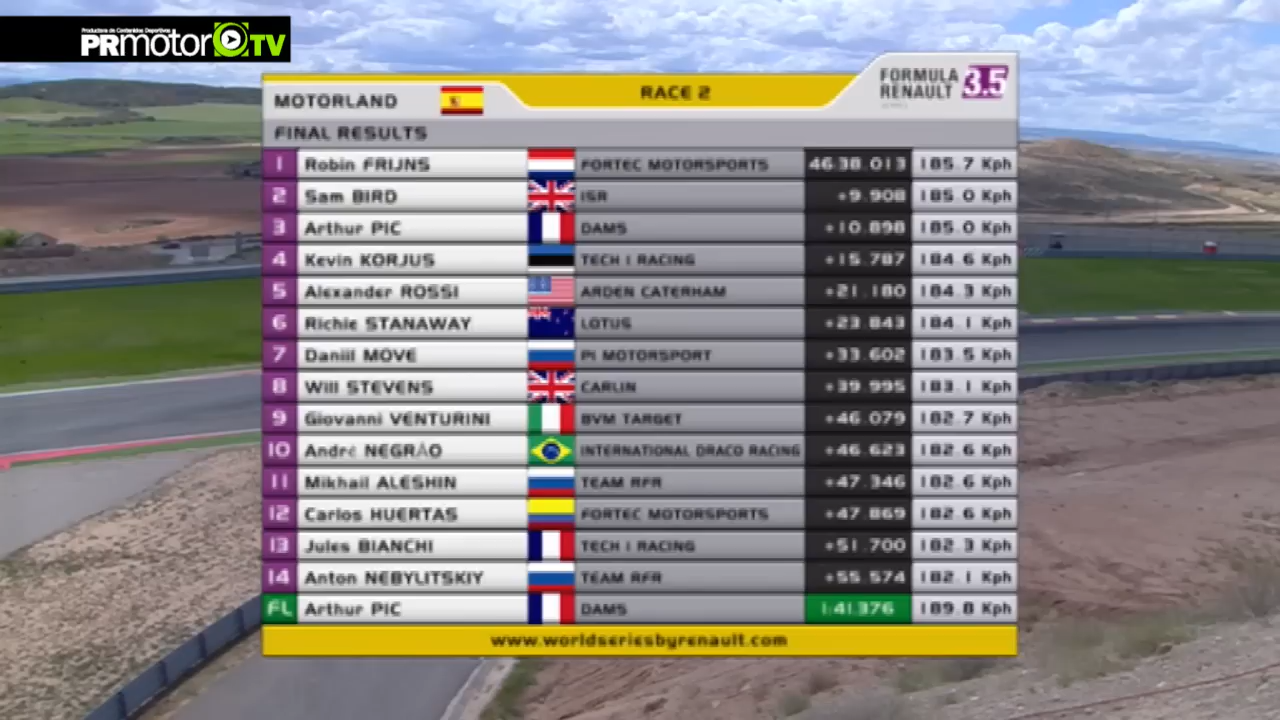 Productora de Contenidos Deportivos
PRmotor TV
MOTORLAND
RACE 2
FORMULA RENAULT 3.5
FINAL RESULTS
1 Robin FRIJNS FORTEC MOTORSPORTS 46:38.013 185.7 Kph
2 Sam BIRD ISR +9.908 185.0 Kph
3 Arthur PIC DAMS +10.898 185.0 Kph
4 Kevin KORJUS TECH 1 RACING +15.787 184.6 Kph
5 Alexander ROSSI ARDEN CATERHAM +21.180 184.3 Kph
6 Richie STANAWAY LOTUS +23.843 184.1 Kph
7 Daniil MOVE P1 MOTORSPORT +33.602 183.5 Kph
8 Will STEVENS CARLIN +39.995 183.1 Kph
9 Giovanni VENTURINI BVM TARGET +46.079 182.7 Kph
10 André NEGRÃO INTERNATIONAL DRACO RACING +46.623 182.6 Kph
11 Mikhail ALESHIN TEAM RFR +47.346 182.6 Kph
12 Carlos HUERTAS FORTEC MOTORSPORTS +47.869 182.6 Kph
13 Jules BIANCHI TECH 1 RACING +51.700 182.3 Kph
14 Anton NEBYLITSKIY TEAM RFR +55.574 182.1 Kph
FL Arthur PIC DAMS 1:41.376 189.8 Kph
www.worldseriesbyrenault.com